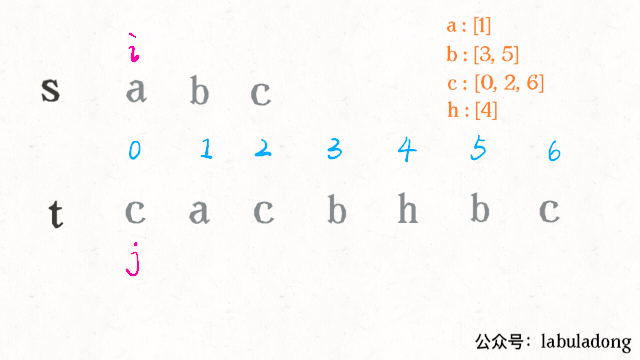 i
a : [1]
b : [3, 5]
c : [0, 2, 6]
h : [4]
s a b c
0 1 2 3 4 5 6
t c a c b h b c
j
公众号：labuladong